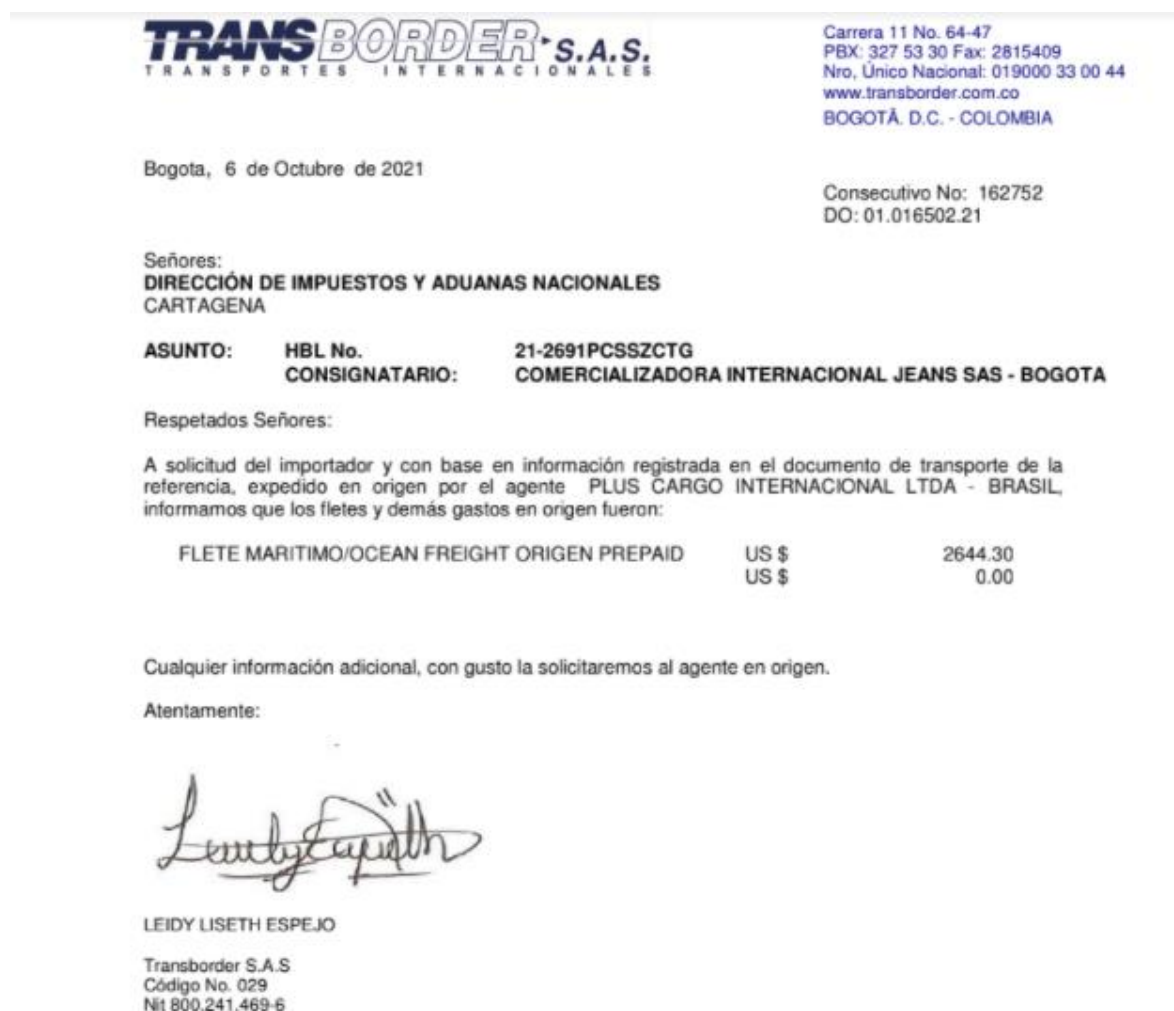 TRANSBORDER S.A.S.
TRANSPORTES INTERNACIONALES
Carrera 11 No. 64-47
PBX: 327 53 30 Fax: 2815409
Nro, Único Nacional: 019000 33 00 44
www.transborder.com.co
BOGOTÃ. D.C. - COLOMBIA
Bogota, 6 de Octubre de 2021
Consecutivo No: 162752
DO: 01.016502.21
Señores:
DIRECCIÓN DE IMPUESTOS Y ADUANAS NACIONALES
CARTAGENA
ASUNTO: HBL No. 21-2691PCSSZCTG
CONSIGNATARIO: COMERCIALIZADORA INTERNACIONAL JEANS SAS - BOGOTA
Respetados Señores:
A solicitud del importador y con base en información registrada en el documento de transporte de la
referencia, expedido en origen por el agente PLUS CARGO INTERNACIONAL LTDA - BRASIL,
informamos que los fletes y demás gastos en origen fueron:
FLETE MARITIMO/OCEAN FREIGHT ORIGEN PREPAID US $ 2644.30
US $ 0.00
Cualquier información adicional, con gusto la solicitaremos al agente en origen.
Atentamente:
LEIDY LISETH ESPEJO
Transborder S.A.S
Código No. 029
Nit 800.241.469-6